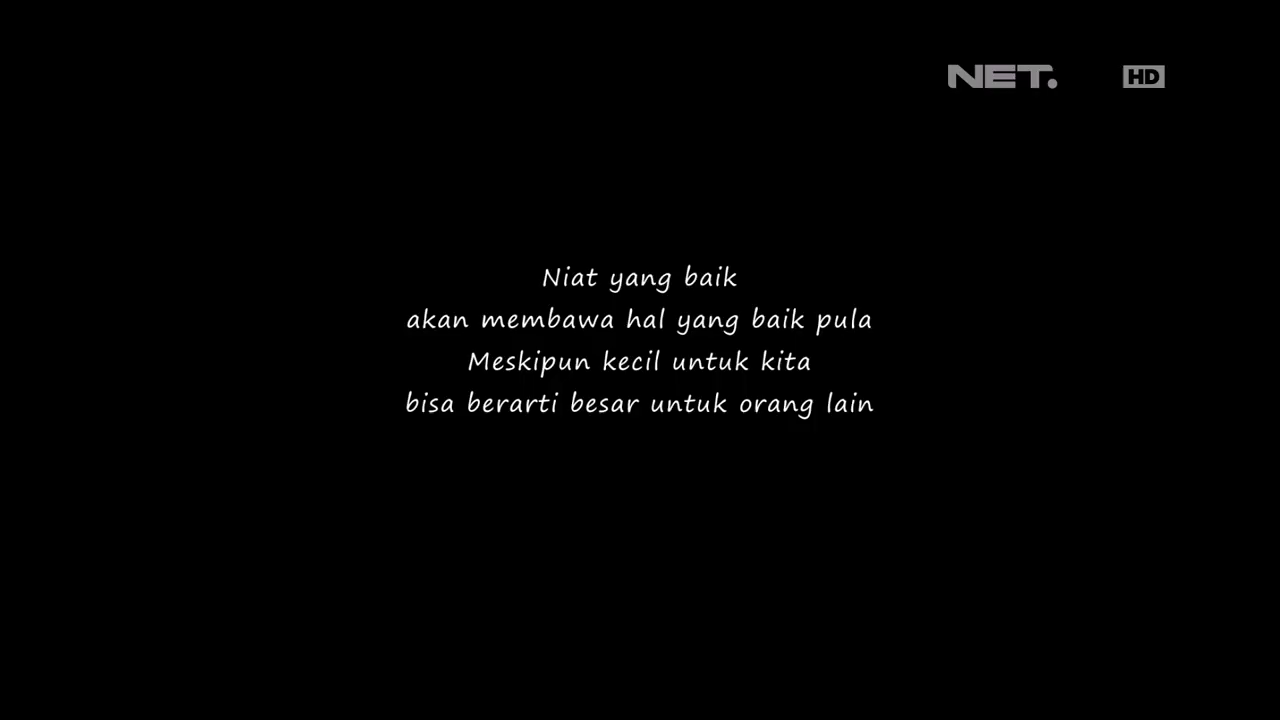 NET. HD
Niat yang baik
akan membawa hal yang baik pula
Meskipun kecil untuk kita
bisa berarti besar untuk orang lain